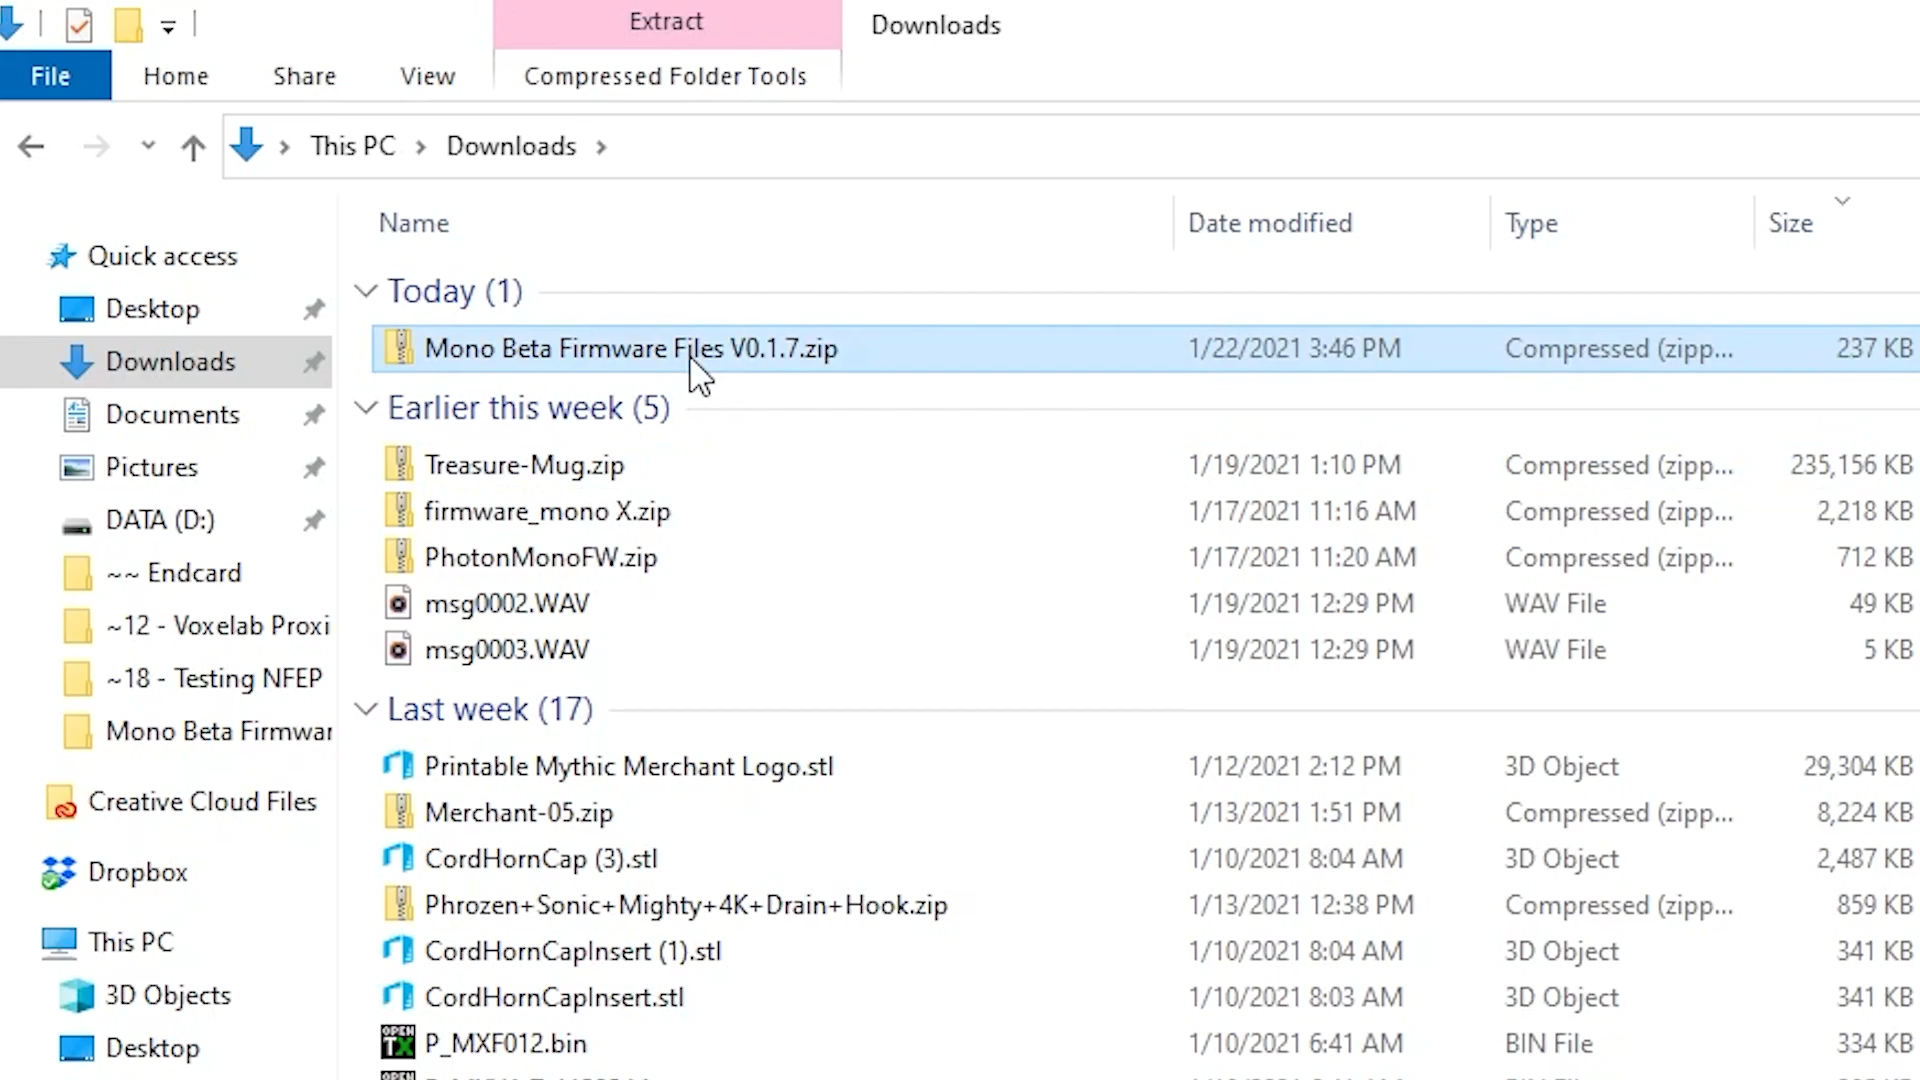 Extract
Downloads
File Home Share View Compressed Folder Tools
This PC Downloads
Name Date modified Type Size
Quick access
Desktop
Downloads
Documents
Pictures
DATA (D:)
~~ Endcard
~12 - Voxelab Proxi
~18 - Testing NFEP
Mono Beta Firmwar
Creative Cloud Files
Dropbox
This PC
3D Objects
Desktop
Today (1)
Mono Beta Firmware Files V0.1.7.zip 1/22/2021 3:46 PM Compressed (zipp... 237 KB
Earlier this week (5)
Treasure-Mug.zip 1/19/2021 1:10 PM Compressed (zipp... 235,156 KB
firmware_mono X.zip 1/17/2021 11:16 AM Compressed (zipp... 2,218 KB
PhotonMonoFW.zip 1/17/2021 11:20 AM Compressed (zipp... 712 KB
msg0002.WAV 1/19/2021 12:29 PM WAV File 49 KB
msg0003.WAV 1/19/2021 12:29 PM WAV File 5 KB
Last week (17)
Printable Mythic Merchant Logo.stl 1/12/2021 2:12 PM 3D Object 29,304 KB
Merchant-05.zip 1/13/2021 1:51 PM Compressed (zipp... 8,224 KB
CordHornCap (3).stl 1/10/2021 8:04 AM 3D Object 2,487 KB
Phrozen+Sonic+Mighty+4K+Drain+Hook.zip 1/13/2021 12:38 PM Compressed (zipp... 859 KB
CordHornCapInsert (1).stl 1/10/2021 8:04 AM 3D Object 341 KB
CordHornCapInsert.stl 1/10/2021 8:03 AM 3D Object 341 KB
OPEN TX P_MXF012.bin 1/10/2021 6:41 AM BIN File 334 KB
OPEN